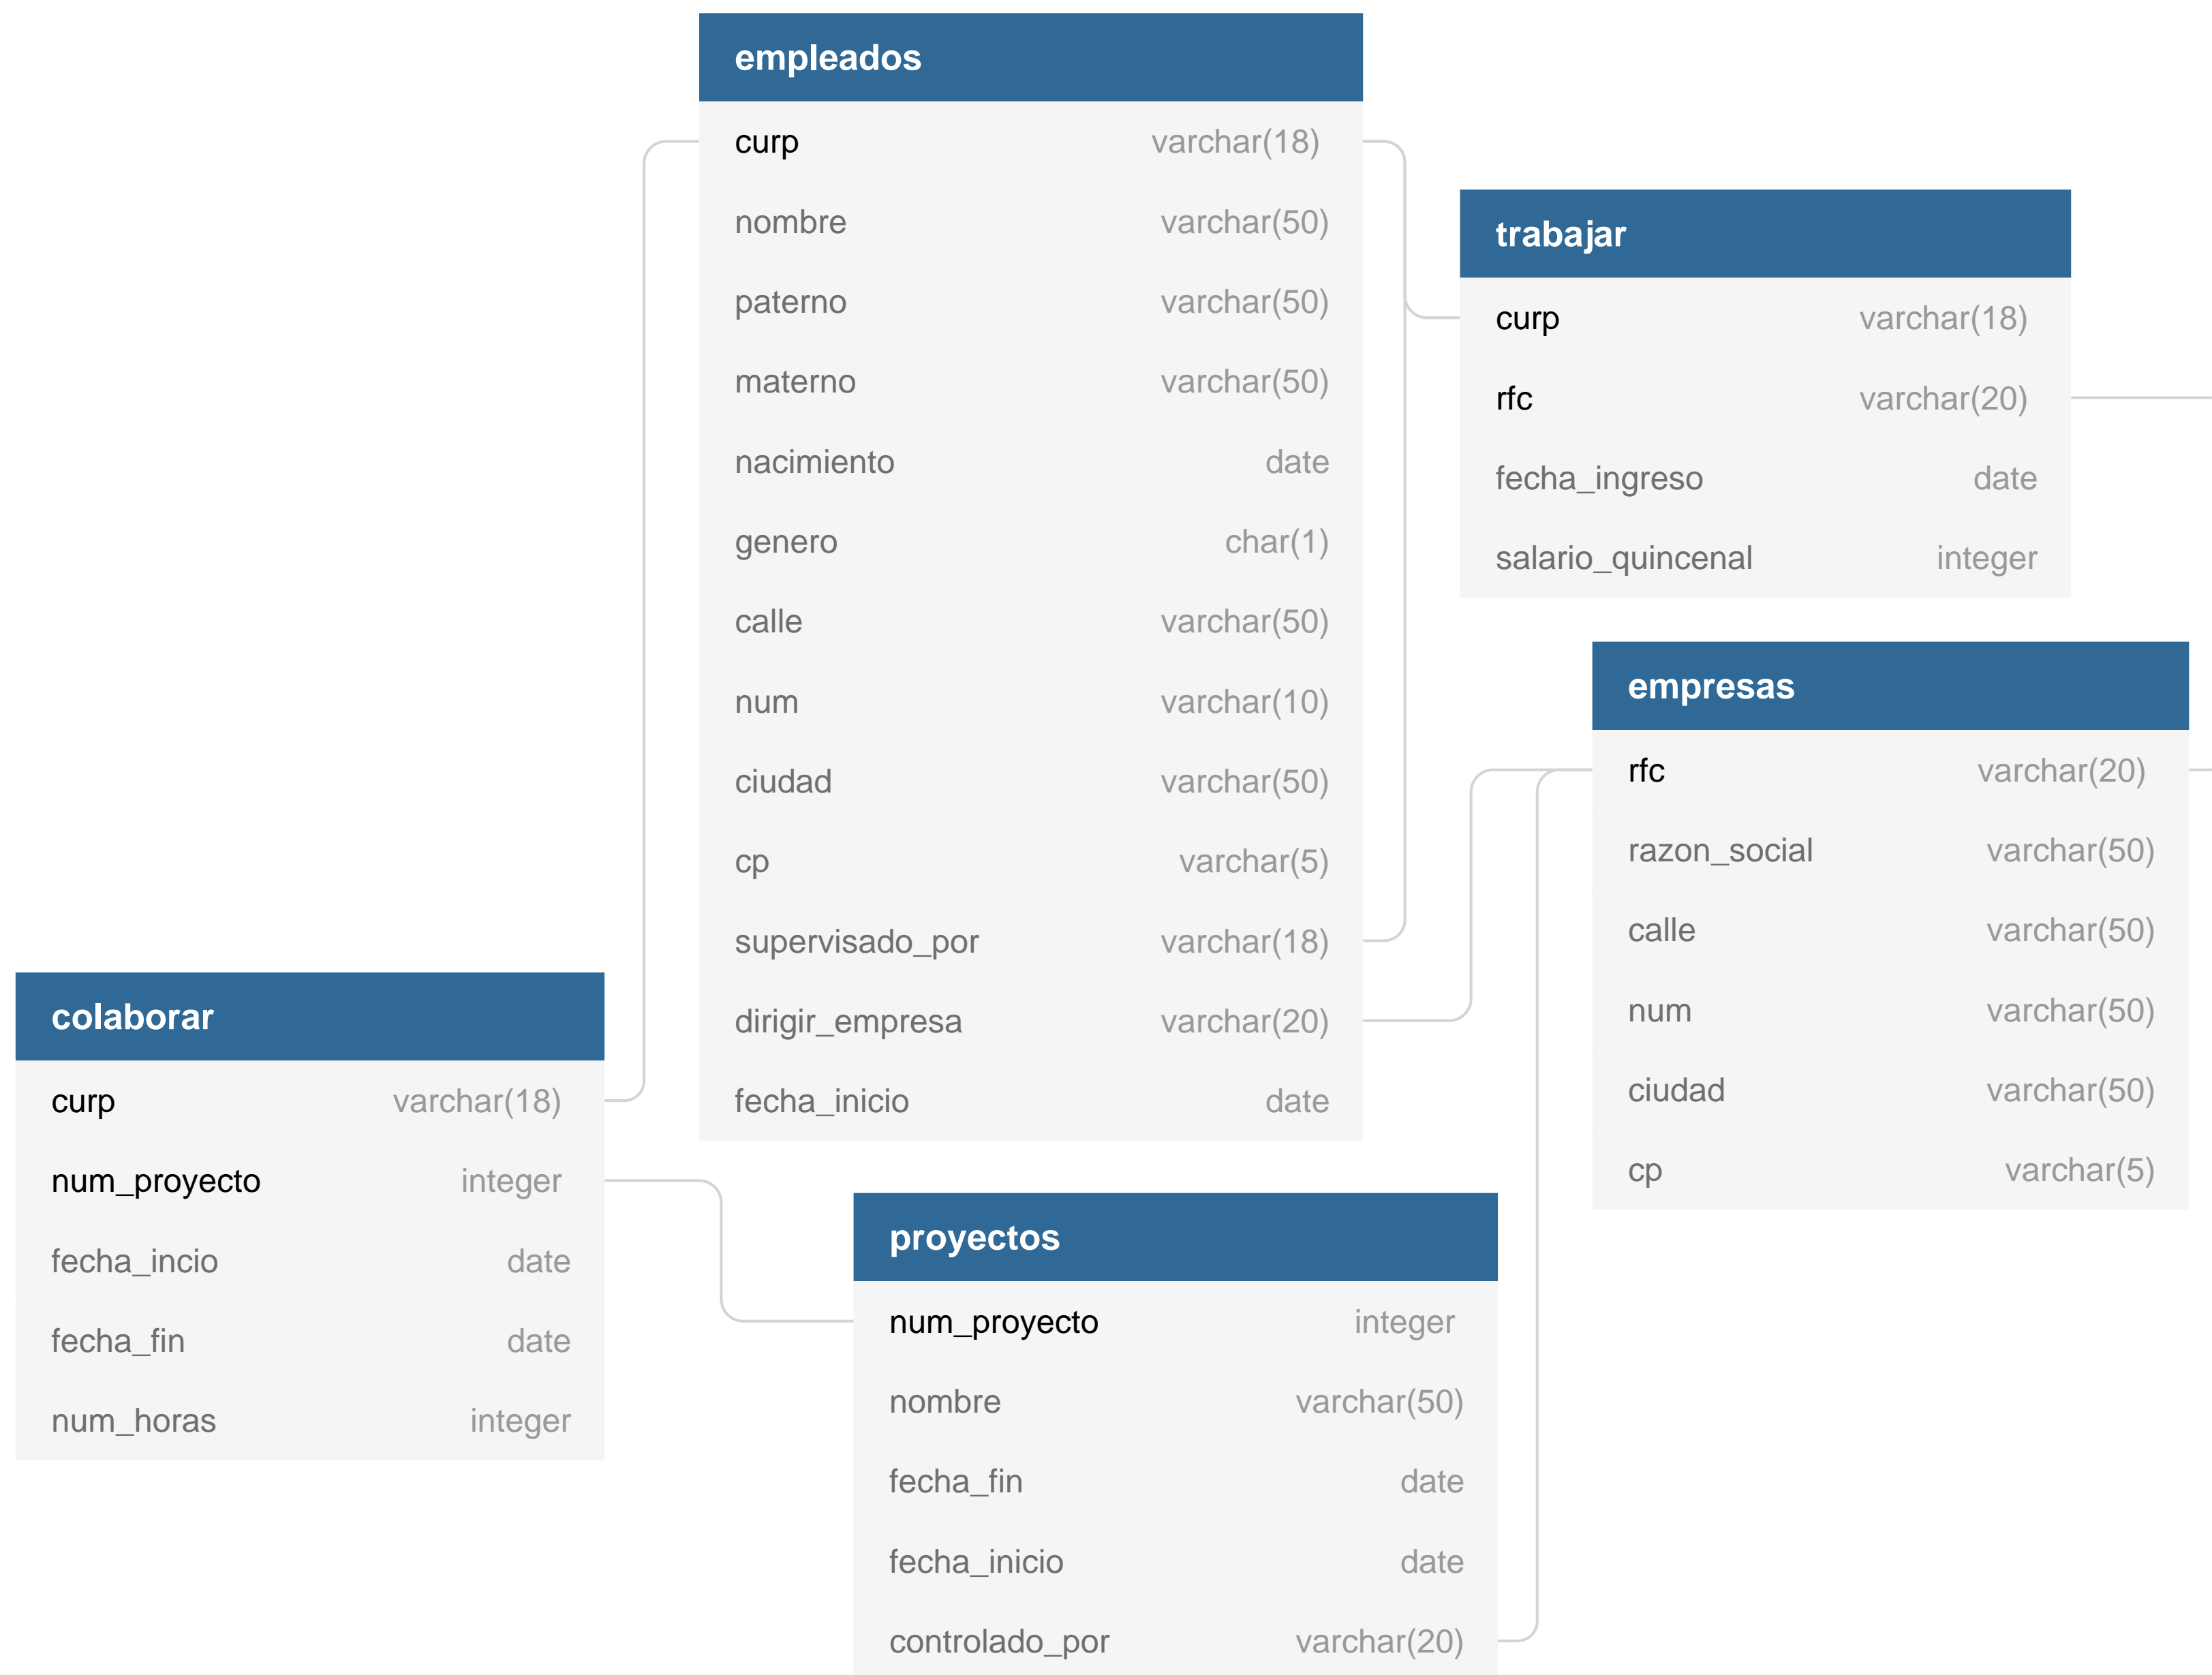 empleados
curp varchar(18)
nombre varchar(50)
paterno varchar(50)
materno varchar(50)
nacimiento date
genero char(1)
calle varchar(50)
num varchar(10)
ciudad varchar(50)
cp varchar(5)
supervisado_por varchar(18)
dirigir_empresa varchar(20)
fecha_inicio date
trabajar
curp varchar(18)
rfc varchar(20)
fecha_ingreso date
salario_quincenal integer
empresas
rfc varchar(20)
razon_social varchar(50)
calle varchar(50)
num varchar(50)
ciudad varchar(50)
cp varchar(5)
colaborar
curp varchar(18)
num_proyecto integer
fecha_incio date
fecha_fin date
num_horas integer
proyectos
num_proyecto integer
nombre varchar(50)
fecha_fin date
fecha_inicio date
controlado_por varchar(20)